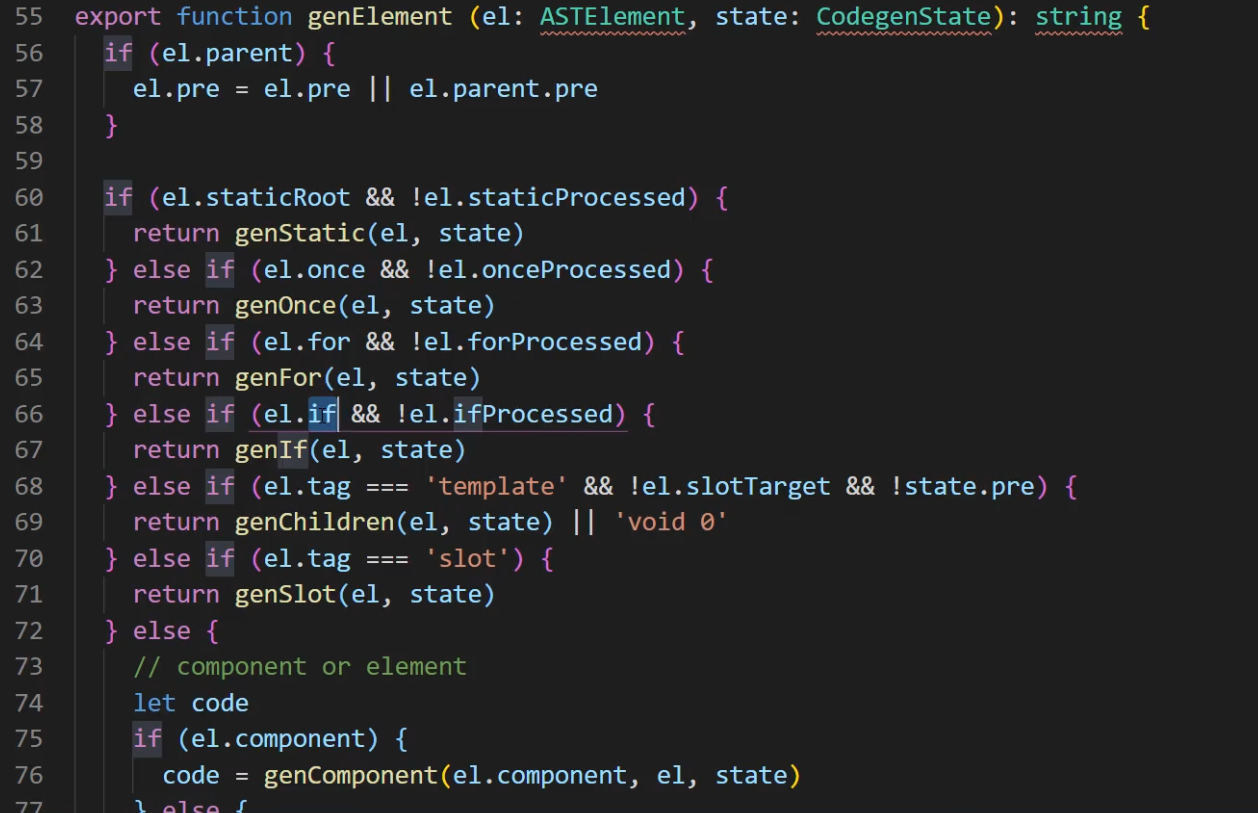 55 export function genElement (el: ASTElement, state: CodegenState): string {
56 if (el.parent) {
57 el.pre = el.pre || el.parent.pre
58 }
59
60 if (el.staticRoot && !el.staticProcessed) {
61 return genStatic(el, state)
62 } else if (el.once && !el.onceProcessed) {
63 return genOnce(el, state)
64 } else if (el.for && !el.forProcessed) {
65 return genFor(el, state)
66 } else if (el.if && !el.ifProcessed) {
67 return genIf(el, state)
68 } else if (el.tag === 'template' && !el.slotTarget && !state.pre) {
69 return genChildren(el, state) || 'void 0'
70 } else if (el.tag === 'slot') {
71 return genSlot(el, state)
72 } else {
73 // component or element
74 let code
75 if (el.component) {
76 code = genComponent(el.component, el, state)
77 } else {